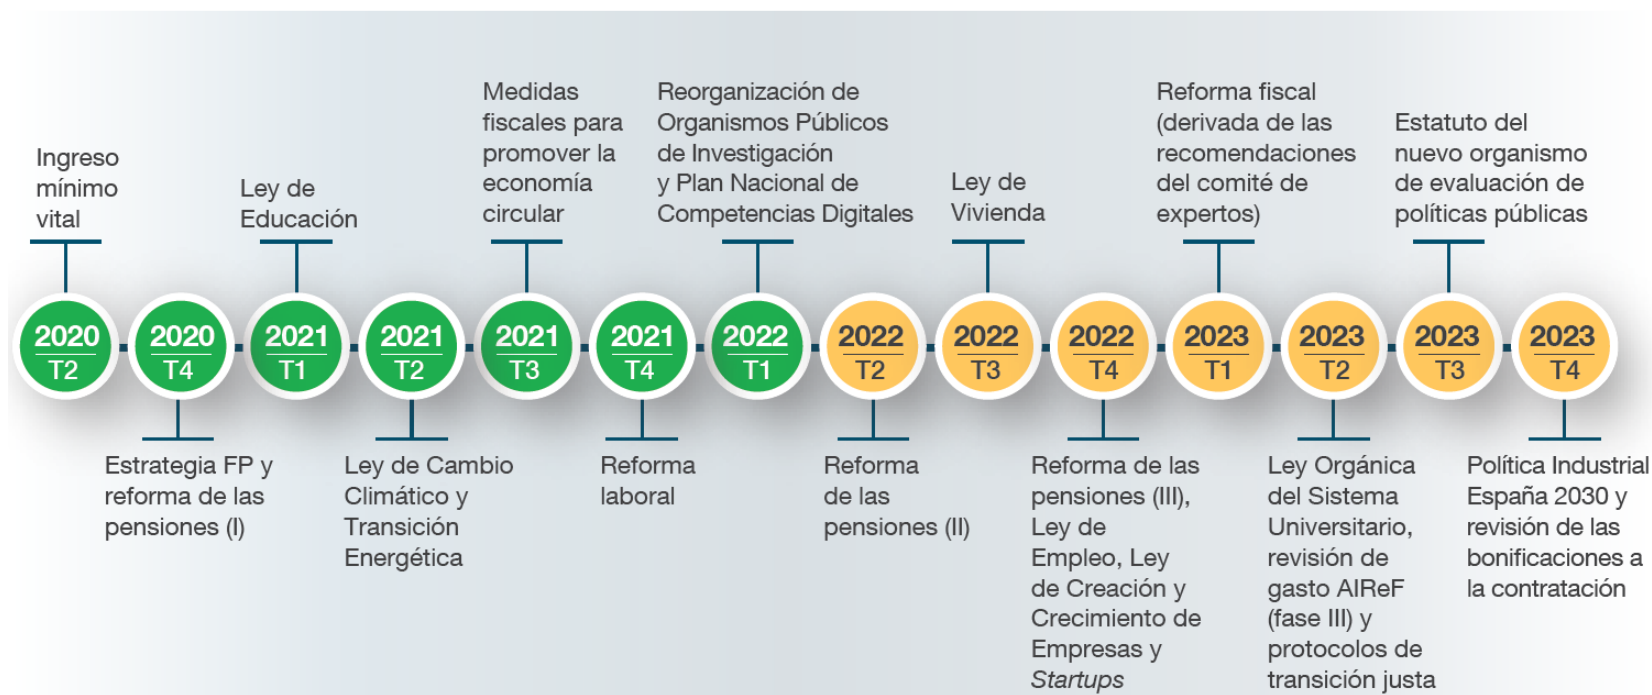 Ingreso
mínimo
vital
Ley de
Educación
Medidas
fiscales para
promover la
economía
circular
Reorganización de
Organismos Públicos
de Investigación
y Plan Nacional de
Competencias Digitales
Ley de
Vivienda
Reforma fiscal
(derivada de las
recomendaciones
del comité de
expertos)
Estatuto del
nuevo organismo
de evaluación de
políticas públicas
2020
T2
2020
T4
2021
T1
2021
T2
2021
T3
2021
T4
2022
T1
2022
T2
2022
T3
2022
T4
2023
T1
2023
T2
2023
T3
2023
T4
Estrategia FP y
reforma de las
pensiones (I)
Ley de Cambio
Climático y
Transición
Energética
Reforma
laboral
Reforma
de las
pensiones (II)
Reforma de las
pensiones (III),
Ley de
Empleo, Ley
de Creación y
Crecimiento de
Empresas y
Startups
Ley Orgánica
del Sistema
Universitario,
revisión de
gasto AIReF
(fase III) y
protocolos de
transición justa
Política Industrial
España 2030 y
revisión de las
bonificaciones a
la contratación